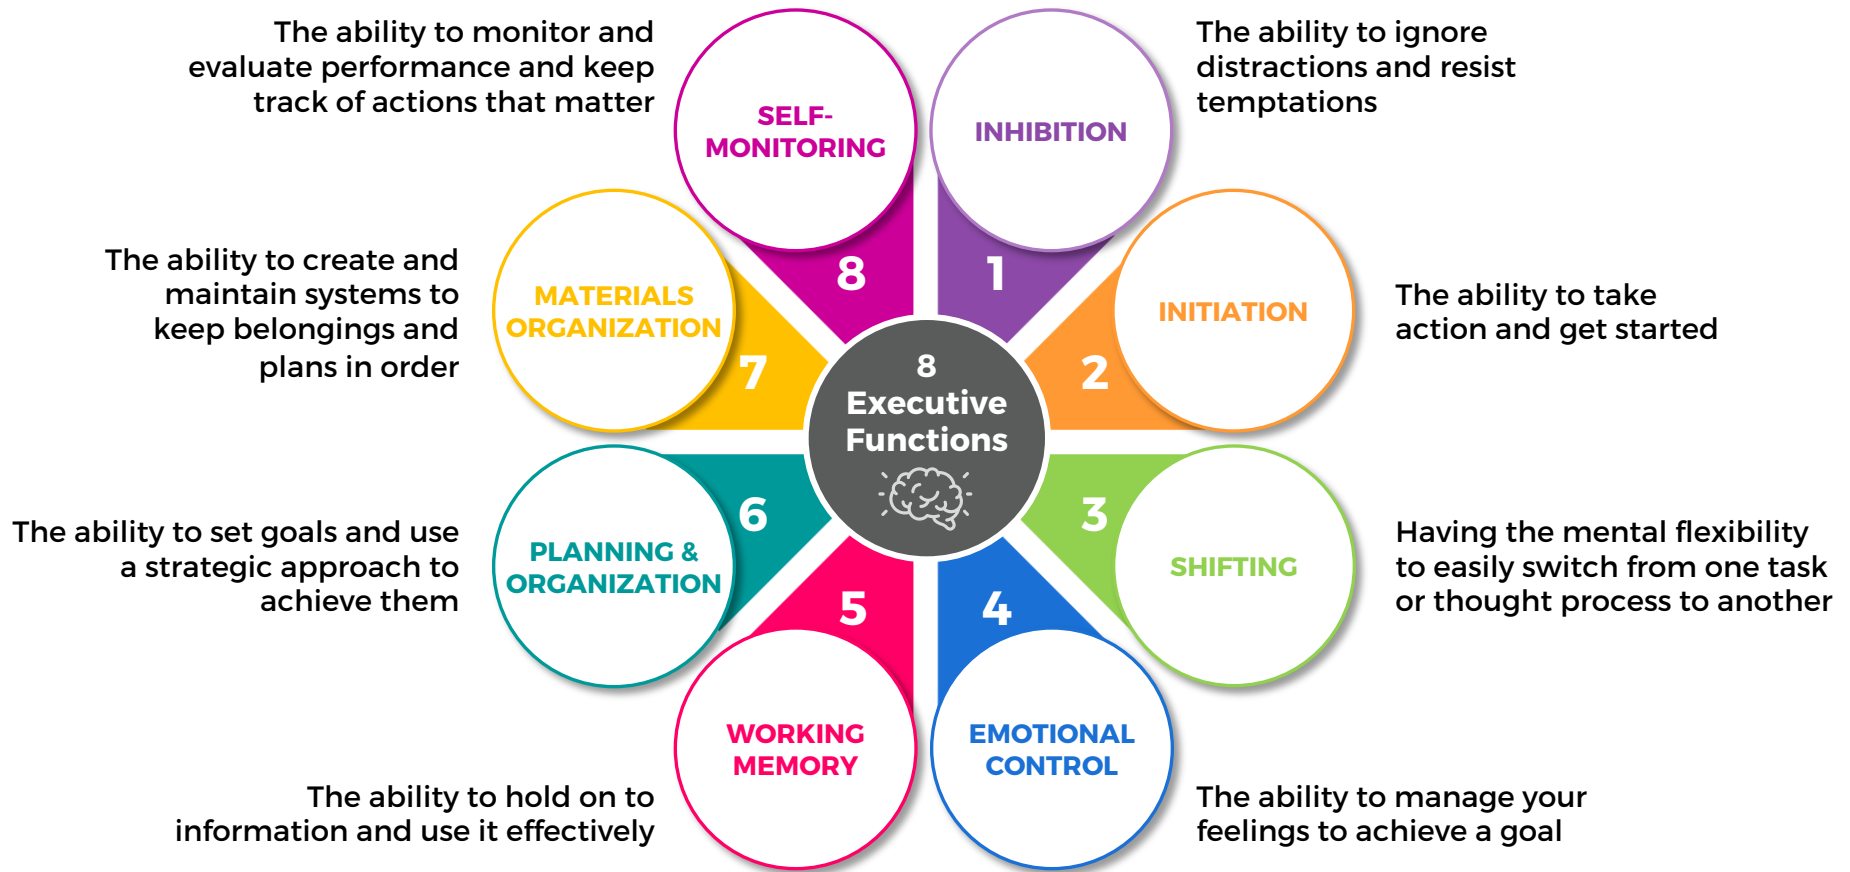 8
Executive
Functions
1
INHIBITION
The ability to ignore
distractions and resist
temptations
2
INITIATION
The ability to take
action and get started
3
SHIFTING
Having the mental flexibility
to easily switch from one task
or thought process to another
4
EMOTIONAL
CONTROL
The ability to manage your
feelings to achieve a goal
5
WORKING
MEMORY
The ability to hold on to
information and use it effectively
6
PLANNING &
ORGANIZATION
The ability to set goals and use
a strategic approach to
achieve them
7
MATERIALS
ORGANIZATION
The ability to create and
maintain systems to
keep belongings and
plans in order
8
SELF-
MONITORING
The ability to monitor and
evaluate performance and keep
track of actions that matter